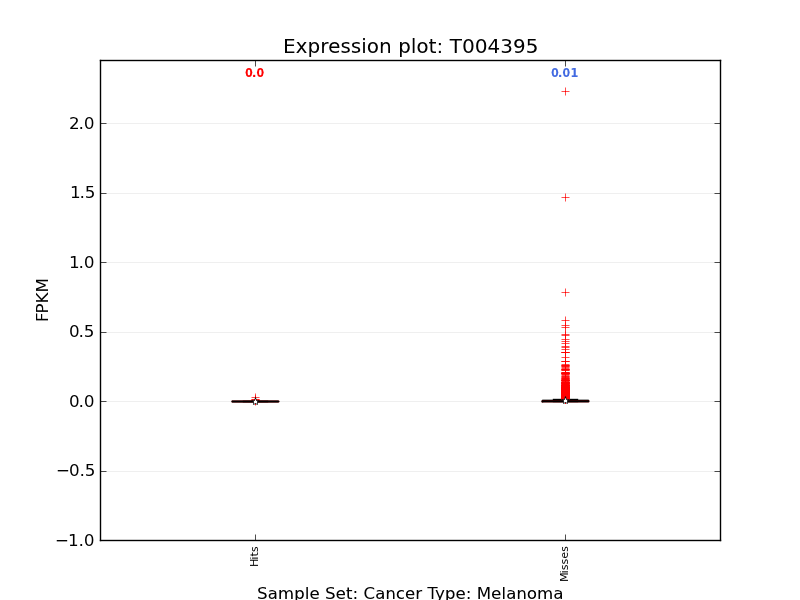 Expression plot: T004395
0.0
0.01
2.0
1.5
1.0
0.5
0.0
−0.5
−1.0
FPKM
Hits
Misses
Sample Set: Cancer Type: Melanoma